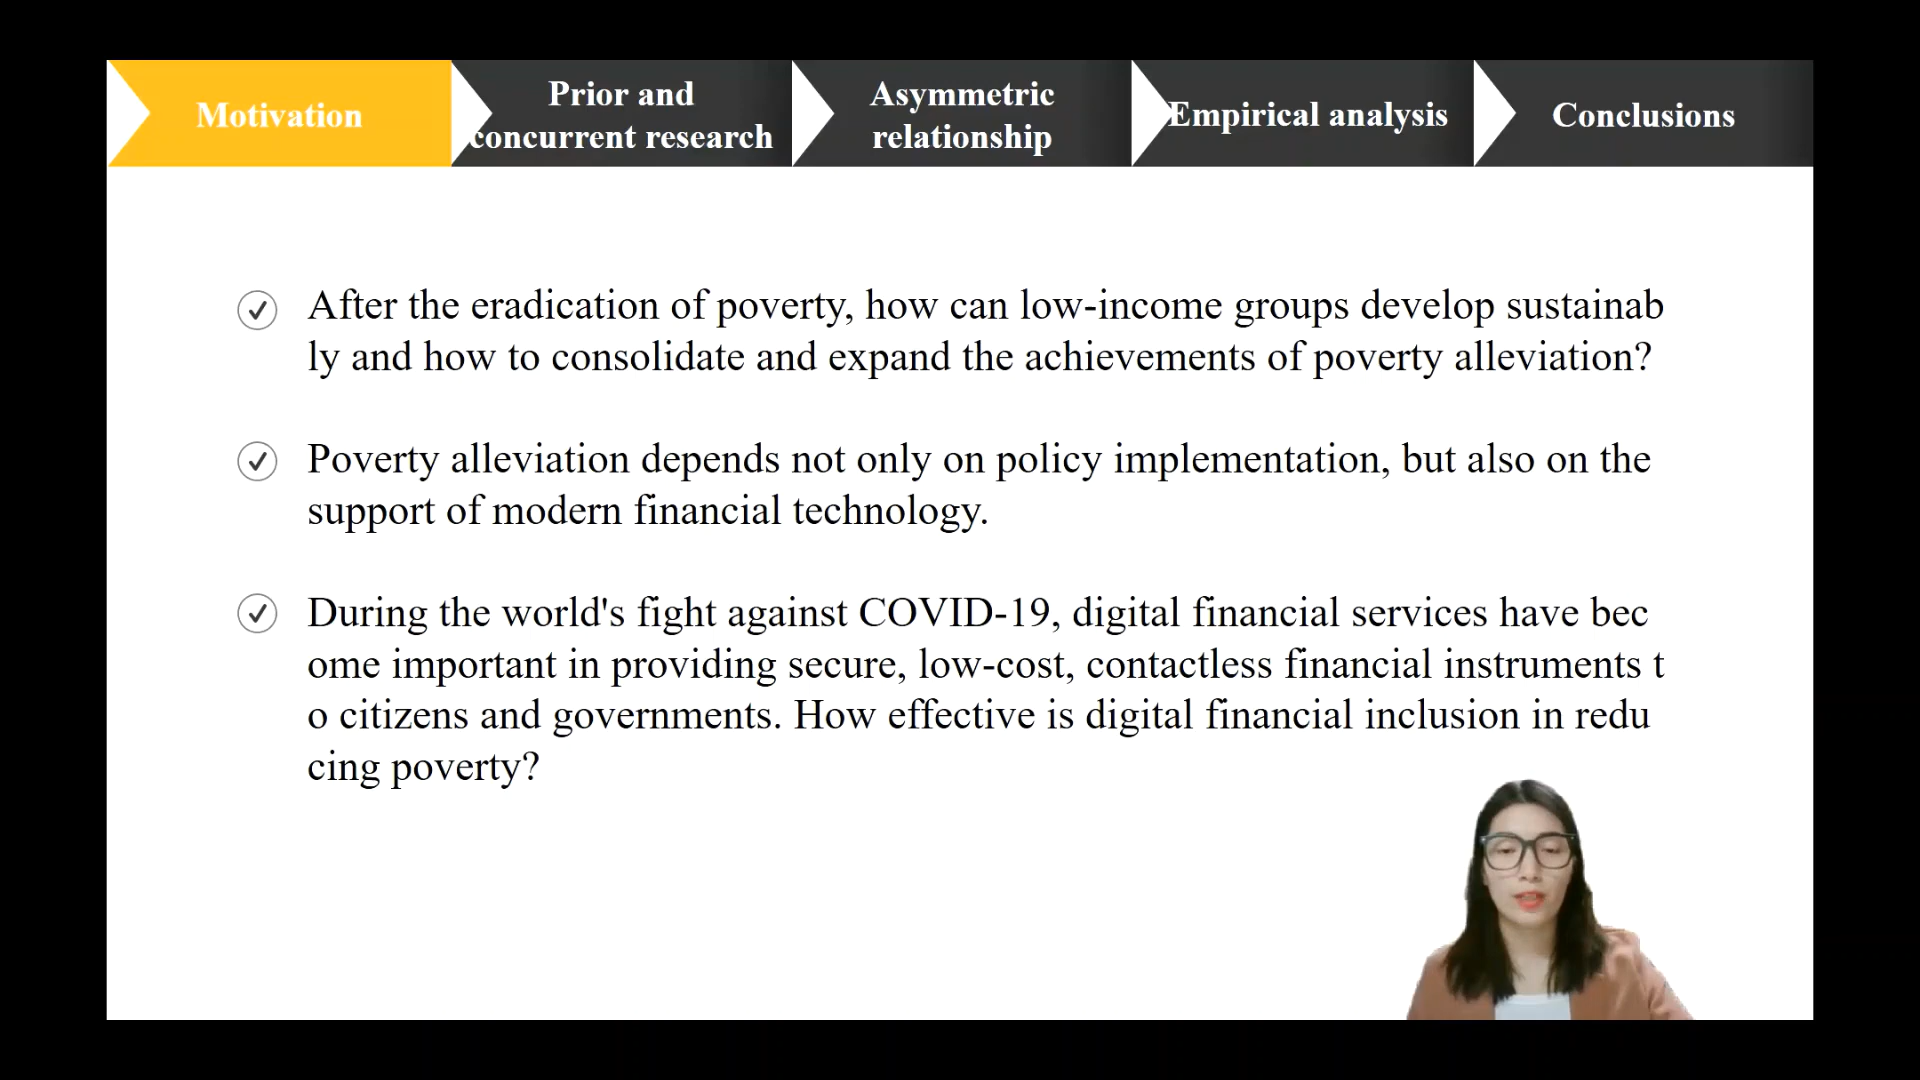 Motivation
Prior and
concurrent research
Asymmetric
relationship
Empirical analysis
Conclusions
After the eradication of poverty, how can low-income groups develop sustainab
ly and how to consolidate and expand the achievements of poverty alleviation?
Poverty alleviation depends not only on policy implementation, but also on the
support of modern financial technology.
During the world's fight against COVID-19, digital financial services have bec
ome important in providing secure, low-cost, contactless financial instruments t
o citizens and governments. How effective is digital financial inclusion in redu
cing poverty?